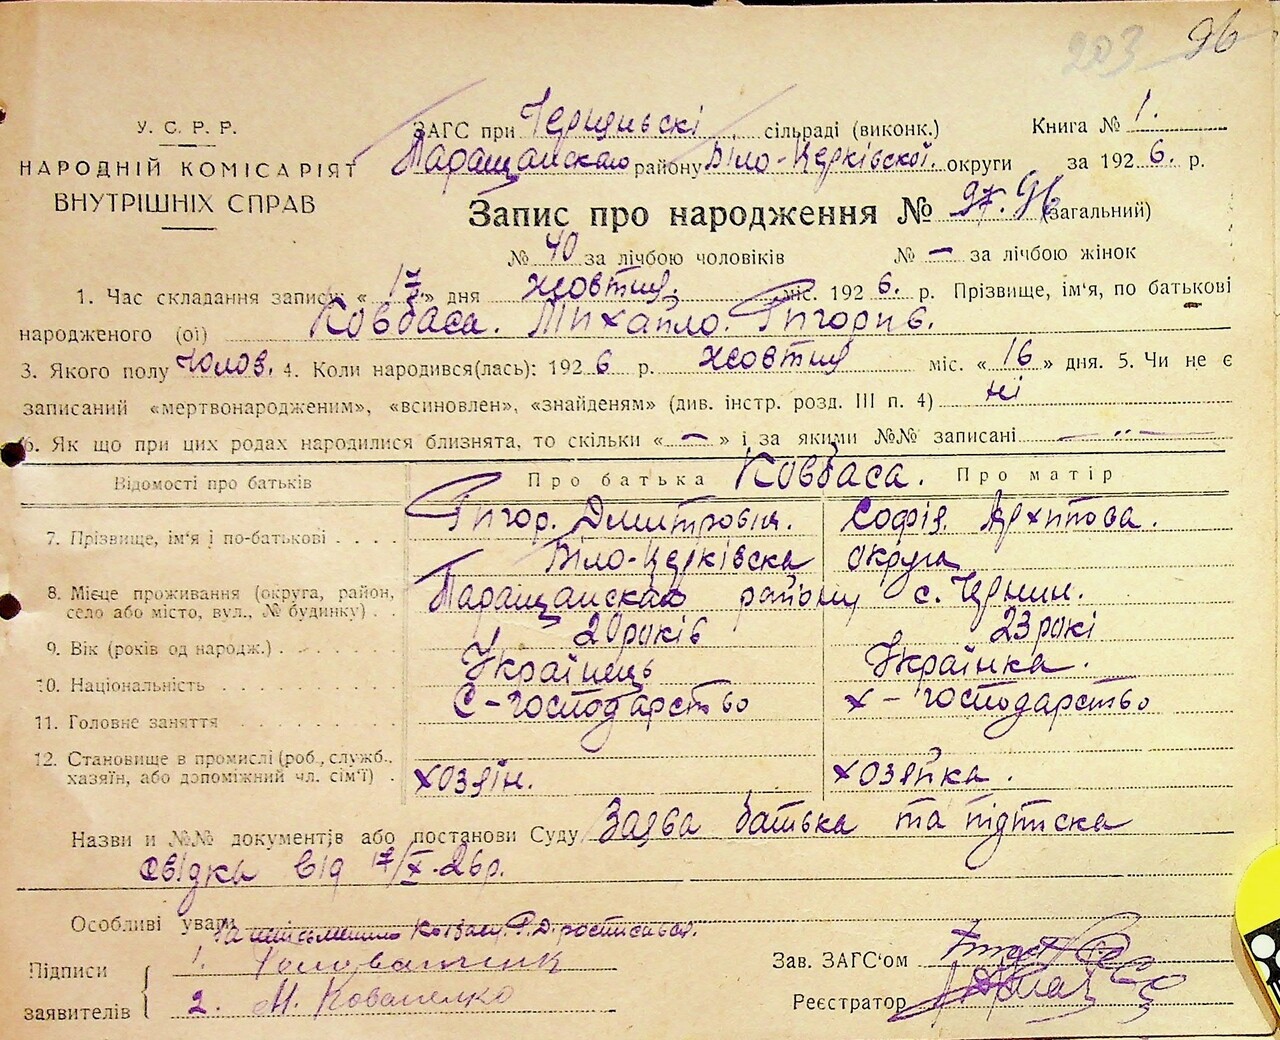 203 96
У. С. Р. Р.
НАРОДНІЙ КОМІСАРІЯТ
ВНУТРІШНІХ СПРАВ
ЗАГС при сільраді (виконк.) Книга № 1.
Таращанскаю району Біло-Церківскої. округи за 1926. р.
Запис про народження № 97. 96 (загальний)
№ 40 за лічбою чоловіків № — за лічбою жінок
1. Час складання запису: « 17 » дня жовтня. міс. 1926. р. Прізвище, ім'я, по батькові
народженого (ої) Ковбаса. Михайло. Григорів.
3. Якого полу чолов. 4. Коли народився(лась): 1926 р. жовтня міс. « 16 » дня. 5. Чи не є
записаний «мертвонародженим», «всиновлен», «знайденям» (див. інстр. розд. III п. 4) ні
6. Як що при цих родах народилися близнята, то скільки « — » і за якими №№ записані — „ —
Відомості про батьків Про батька Ковбаса. Про матір
7. Прізвище, ім'я і по-батькові . . . . Григор. Дмитрович. Софія. Архипова.
Біло-Церківска округа
8. Місце проживання (округа, район, Таращанскаю району с.
село або місто, вул., № будинку) . .
9. Вік (років од народж.) . 20 років 23 рокі
10. Національність Українець Українка.
11. Головне заняття С-господарство х-господарство
12. Становище в промислі (роб., служб.,
хазяїн, або допоміжний чл. сім'ї) . хозяін. хозяйка.
Назви и №№ документів або постанови Суду Заява батька та підписка
свідка від 17/X-26р.
Особливі уваги
Підписи 1.
заявителів 2. М. Коваленко
Зав. ЗАГС'ом
Реєстратор